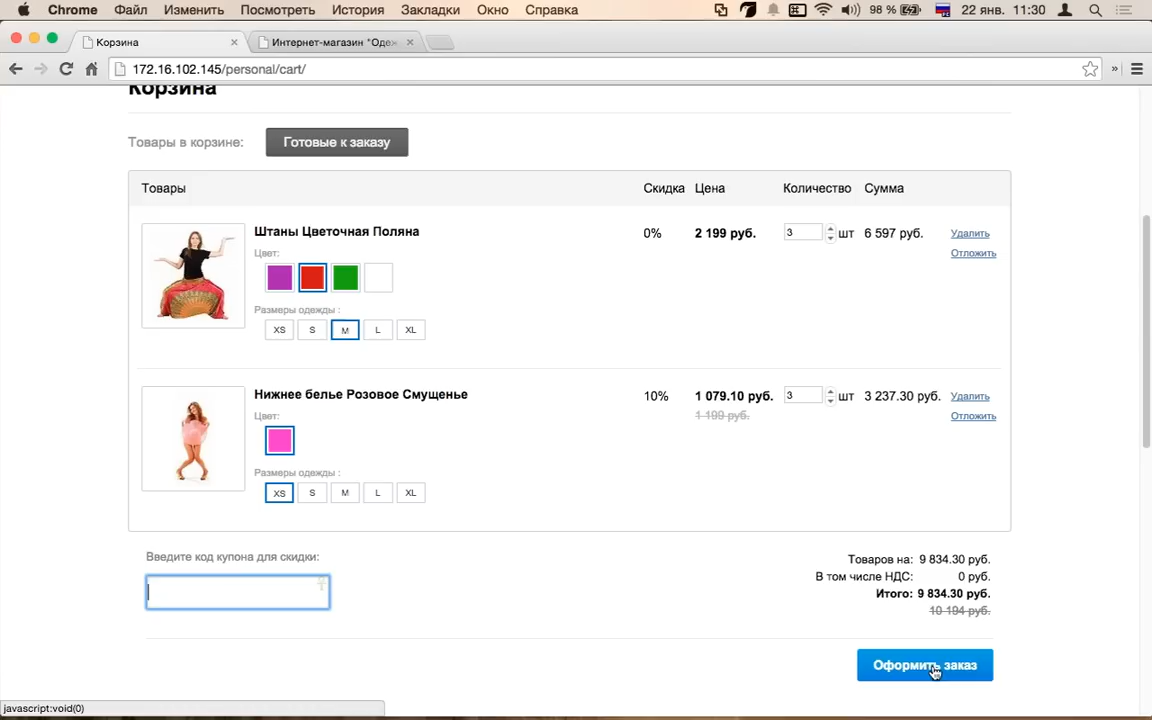 Chrome Файл Изменить Посмотреть История Закладки Окно Справка 98 % 22 янв. 11:30
Корзина Интернет-магазин "Одеж
172.16.102.145/personal/cart/ »
Корзина
Товары в корзине: Готовые к заказу
Товары Скидка Цена Количество Сумма
Штаны Цветочная Поляна 0% 2 199 руб. 3 шт 6 597 руб. Удалить
Цвет: Отложить
Размеры одежды :
XS S M L XL
Нижнее белье Розовое Смущенье 10% 1 079.10 руб. 3 шт 3 237.30 руб. Удалить
Цвет: 1 199 руб. Отложить
Размеры одежды :
XS S M L XL
Введите код купона для скидки:
Товаров на: 9 834.30 руб.
В том числе НДС: 0 руб.
Итого: 9 834.30 руб.
10 194 руб.
Оформить заказ
javascript:void(0)